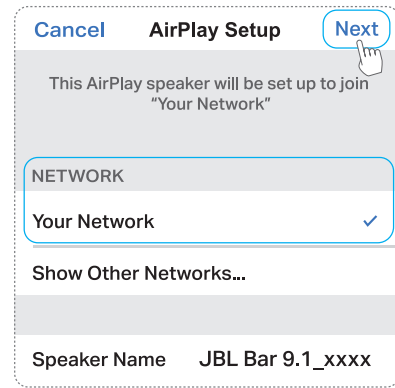 Cancel AirPlay Setup Next
This AirPlay speaker will be set up to join
"Your Network"
NETWORK
Your Network
Show Other Networks...
Speaker Name JBL Bar 9.1_xxxx